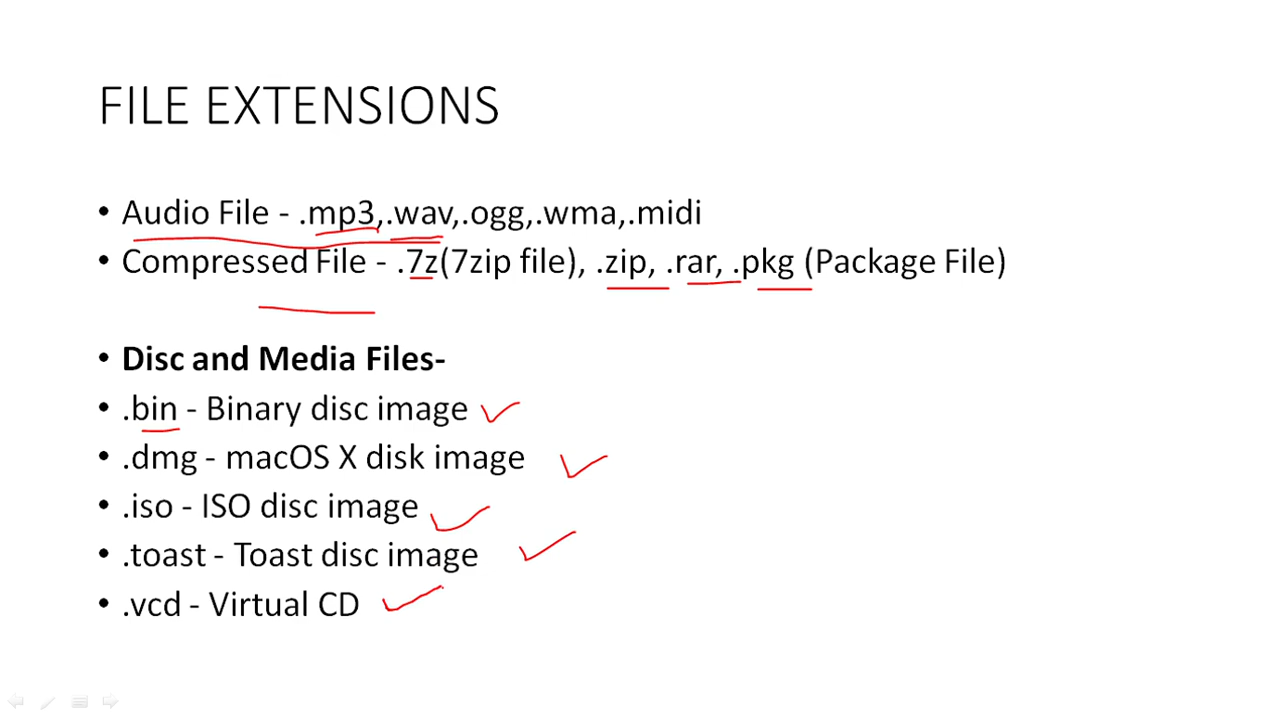 FILE EXTENSIONS
• Audio File - .mp3,.wav,.ogg,.wma,.midi
• Compressed File - .7z(7zip file), .zip, .rar, .pkg (Package File)
• Disc and Media Files-
• .bin - Binary disc image
• .dmg - macOS X disk image
• .iso - ISO disc image
• .toast - Toast disc image
• .vcd - Virtual CD